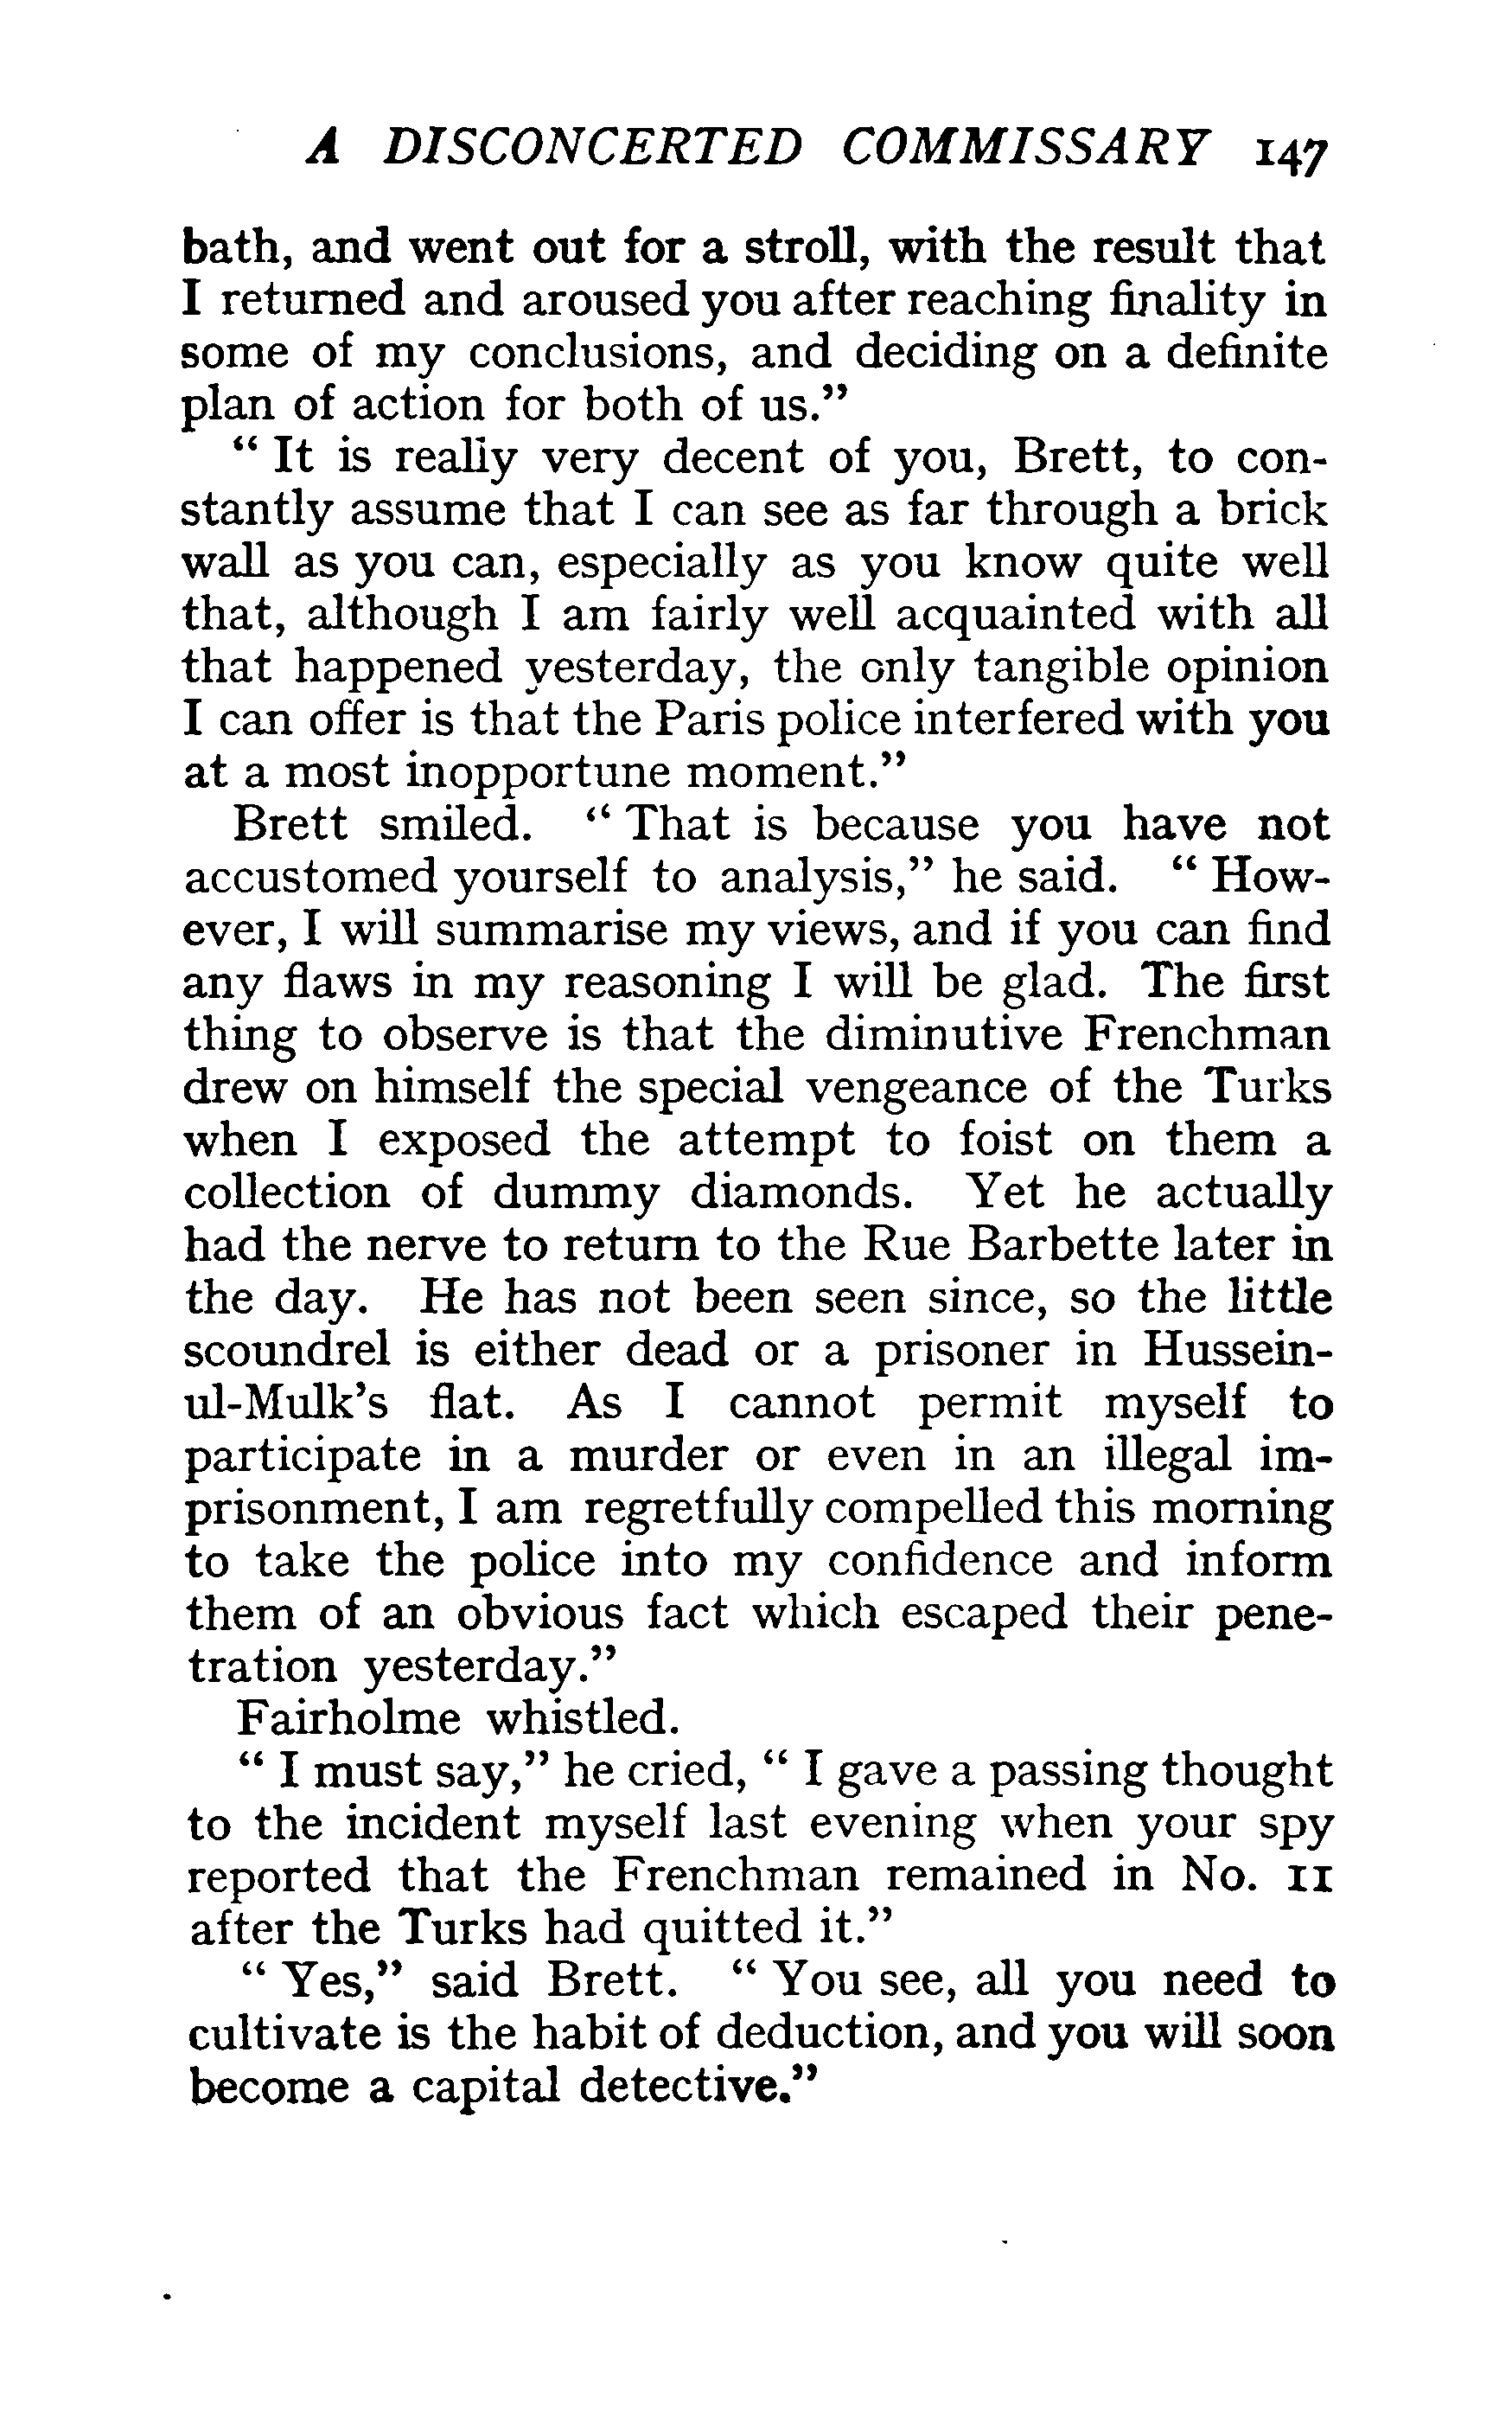 A DISCONCERTED COMMISSARY 147
bath, and went out for a stroll, with the result that
I returned and aroused you after reaching finality in
some of my conclusions, and deciding on a definite
plan of action for both of us."
" It is really very decent of you, Brett, to con-
stantly assume that I can see as far through a brick
wall as you can, especially as you know quite well
that, although I am fairly well acquainted with all
that happened yesterday, the only tangible opinion
I can offer is that the Paris police interfered with you
at a most inopportune moment."
Brett smiled. " That is because you have not
accustomed yourself to analysis," he said. " How-
ever, I will summarise my views, and if you can find
any flaws in my reasoning I will be glad. The first
thing to observe is that the diminutive Frenchman
drew on himself the special vengeance of the Turks
when I exposed the attempt to foist on them a
collection of dummy diamonds. Yet he actually
had the nerve to return to the Rue Barbette later in
the day. He has not been seen since, so the little
scoundrel is either dead or a prisoner in Hussein-
ul-Mulk's flat. As I cannot permit myself to
participate in a murder or even in an illegal im-
prisonment, I am regretfully compelled this morning
to take the police into my confidence and inform
them of an obvious fact which escaped their pene-
tration yesterday."
Fairholme whistled.
" I must say," he cried, " I gave a passing thought
to the incident myself last evening when your spy
reported that the Frenchman remained in No. 11
after the Turks had quitted it."
" Yes," said Brett. " You see, all you need to
cultivate is the habit of deduction, and you will soon
become a capital detective."